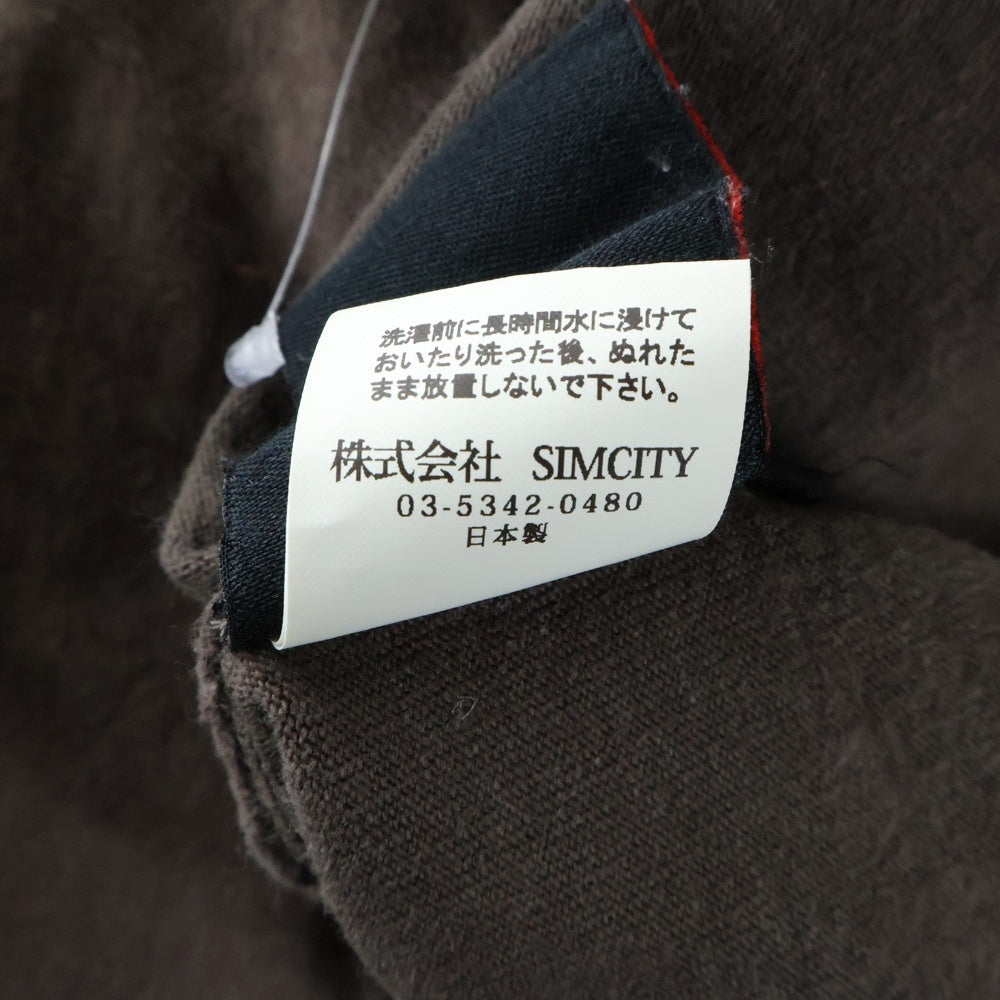 洗濯前に長時間水に浸けて
おいたり洗った後、ぬれた
まま放置しないで下さい。
株式会社 SIMCITY
03-5342-0480
日本製